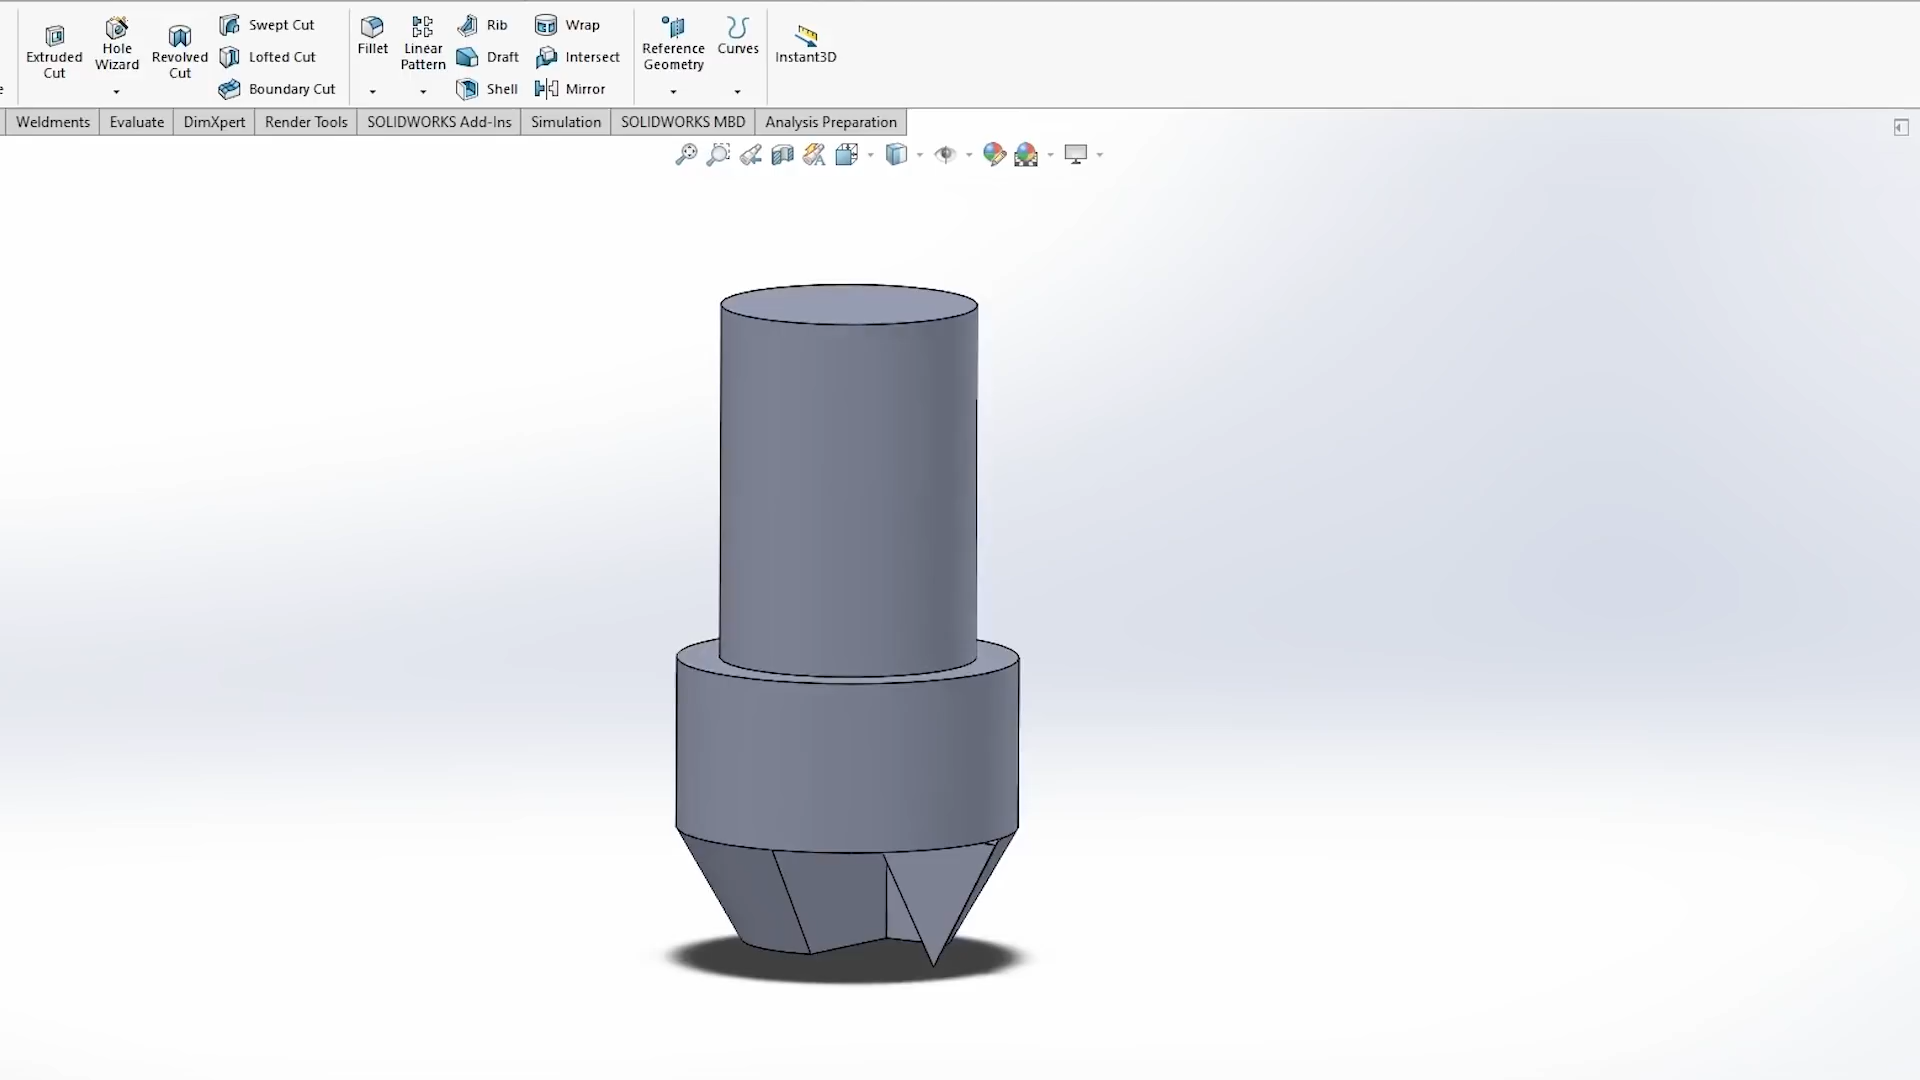 Extruded
Cut
Hole
Wizard
Revolved
Cut
Swept Cut
Lofted Cut
Boundary Cut
Fillet
Linear
Pattern
Rib
Draft
Shell
Wrap
Intersect
Mirror
Reference
Geometry
Curves
Instant3D
Weldments
Evaluate
DimXpert
Render Tools
SOLIDWORKS Add-Ins
Simulation
SOLIDWORKS MBD
Analysis Preparation